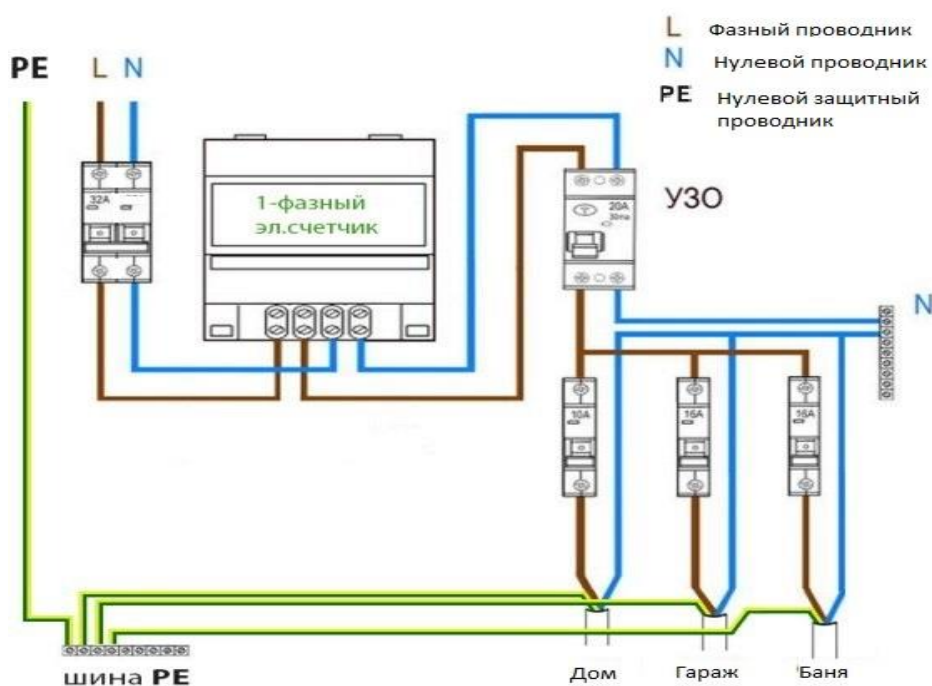 L Фазный проводник
N Нулевой проводник
PE Нулевой защитный
проводник
PE L N
32A
1-фазный
эл.счетчик
УЗО
20A
30ma
N
10A 16A 16A
Дом Гараж Баня
шина PE